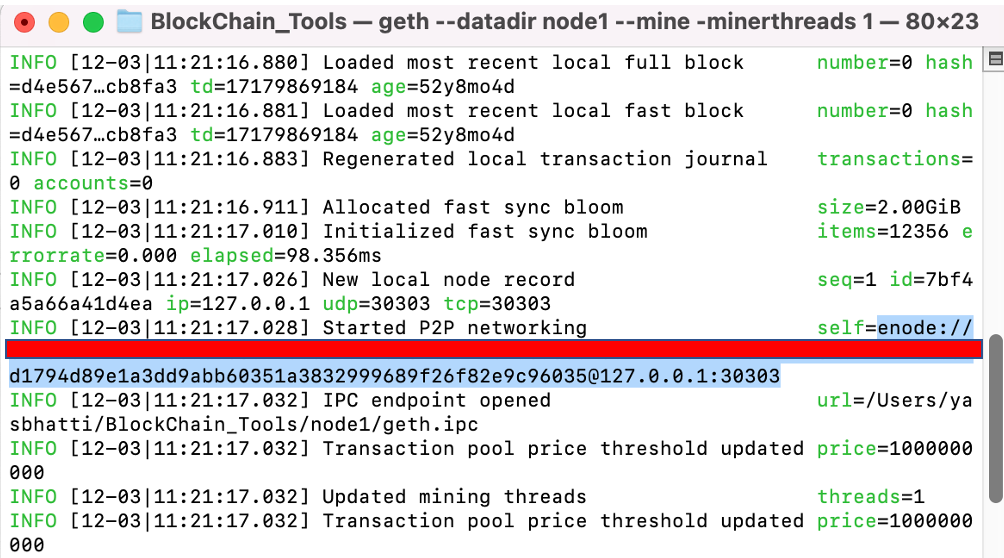 BlockChain_Tools — geth --datadir node1 --mine -minerthreads 1 — 80×23
INFO [12-03|11:21:16.880] Loaded most recent local full block number=0 hash
=d4e567…cb8fa3 td=17179869184 age=52y8mo4d
INFO [12-03|11:21:16.881] Loaded most recent local fast block number=0 hash
=d4e567…cb8fa3 td=17179869184 age=52y8mo4d
INFO [12-03|11:21:16.883] Regenerated local transaction journal transactions=
0 accounts=0
INFO [12-03|11:21:16.911] Allocated fast sync bloom size=2.00GiB
INFO [12-03|11:21:17.010] Initialized fast sync bloom items=12356 e
rrorrate=0.000 elapsed=98.356ms
INFO [12-03|11:21:17.026] New local node record seq=1 id=7bf4
a5a66a41d4ea ip=127.0.0.1 udp=30303 tcp=30303
INFO [12-03|11:21:17.028] Started P2P networking self=enode://
d1794d89e1a3dd9abb60351a3832999689f26f82e9c96035@127.0.0.1:30303
INFO [12-03|11:21:17.032] IPC endpoint opened url=/Users/ya
sbhatti/BlockChain_Tools/node1/geth.ipc
INFO [12-03|11:21:17.032] Transaction pool price threshold updated price=1000000
000
INFO [12-03|11:21:17.032] Updated mining threads threads=1
INFO [12-03|11:21:17.032] Transaction pool price threshold updated price=1000000
000